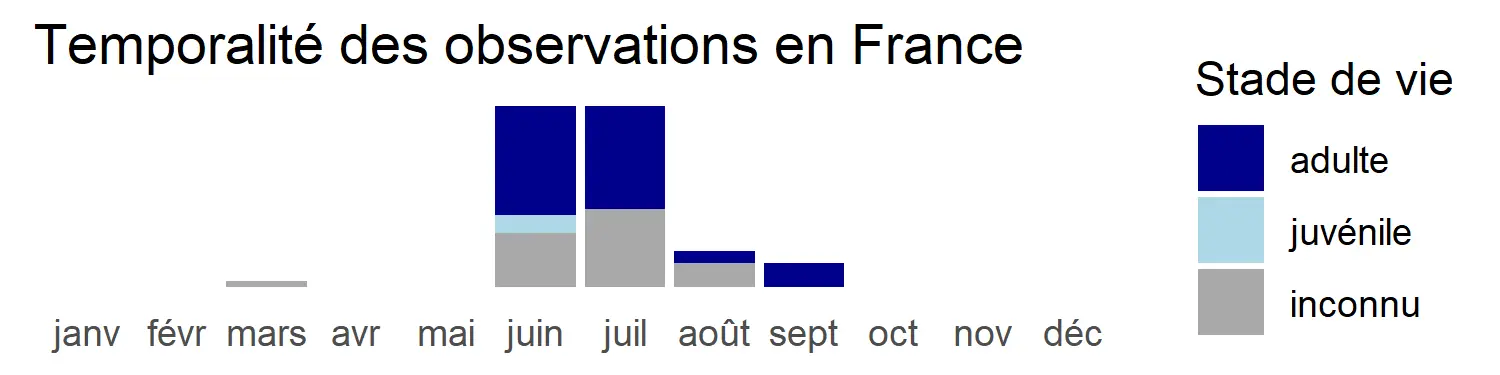 Temporalité des observations en France
janv févr mars avr mai juin juil août sept oct nov déc
Stade de vie
adulte
juvénile
inconnu